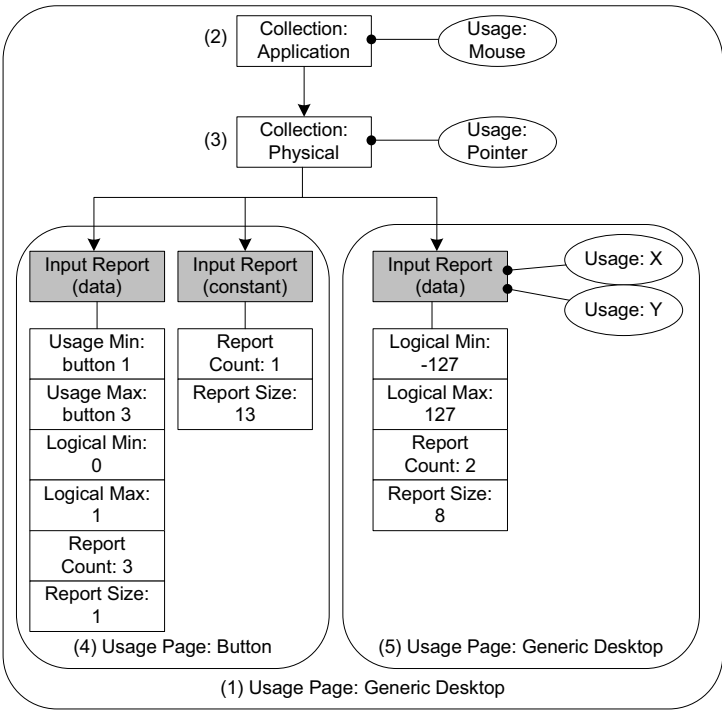 (2)
Collection:
Application
Usage:
Mouse
(3)
Collection:
Physical
Usage:
Pointer
Input Report
(data)
Usage Min:
button 1
Usage Max:
button 3
Logical Min:
0
Logical Max:
1
Report
Count: 3
Report Size:
1
Input Report
(constant)
Report
Count: 1
Report Size:
13
(4) Usage Page: Button
Input Report
(data)
Usage: X
Usage: Y
Logical Min:
-127
Logical Max:
127
Report
Count: 2
Report Size:
8
(5) Usage Page: Generic Desktop
(1) Usage Page: Generic Desktop